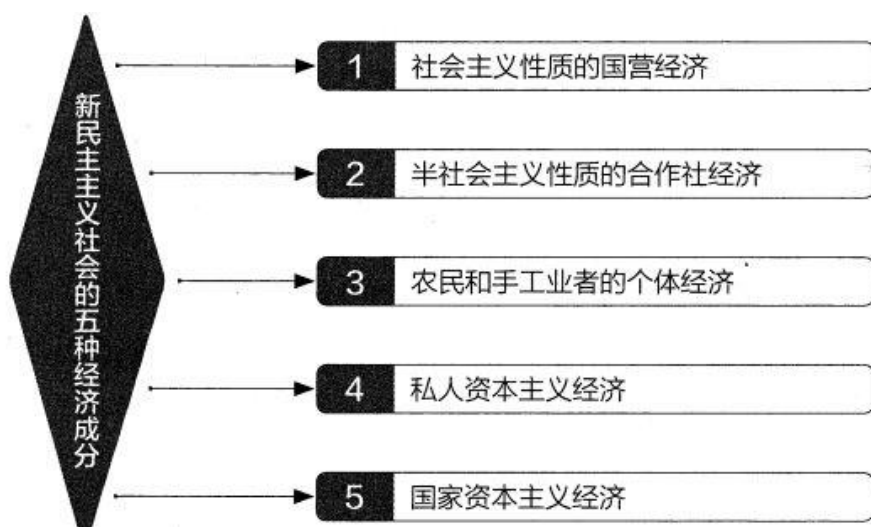 新民主主义社会的五种经济成分
1 社会主义性质的国营经济
2 半社会主义性质的合作社经济
3 农民和手工业者的个体经济
4 私人资本主义经济
5 国家资本主义经济